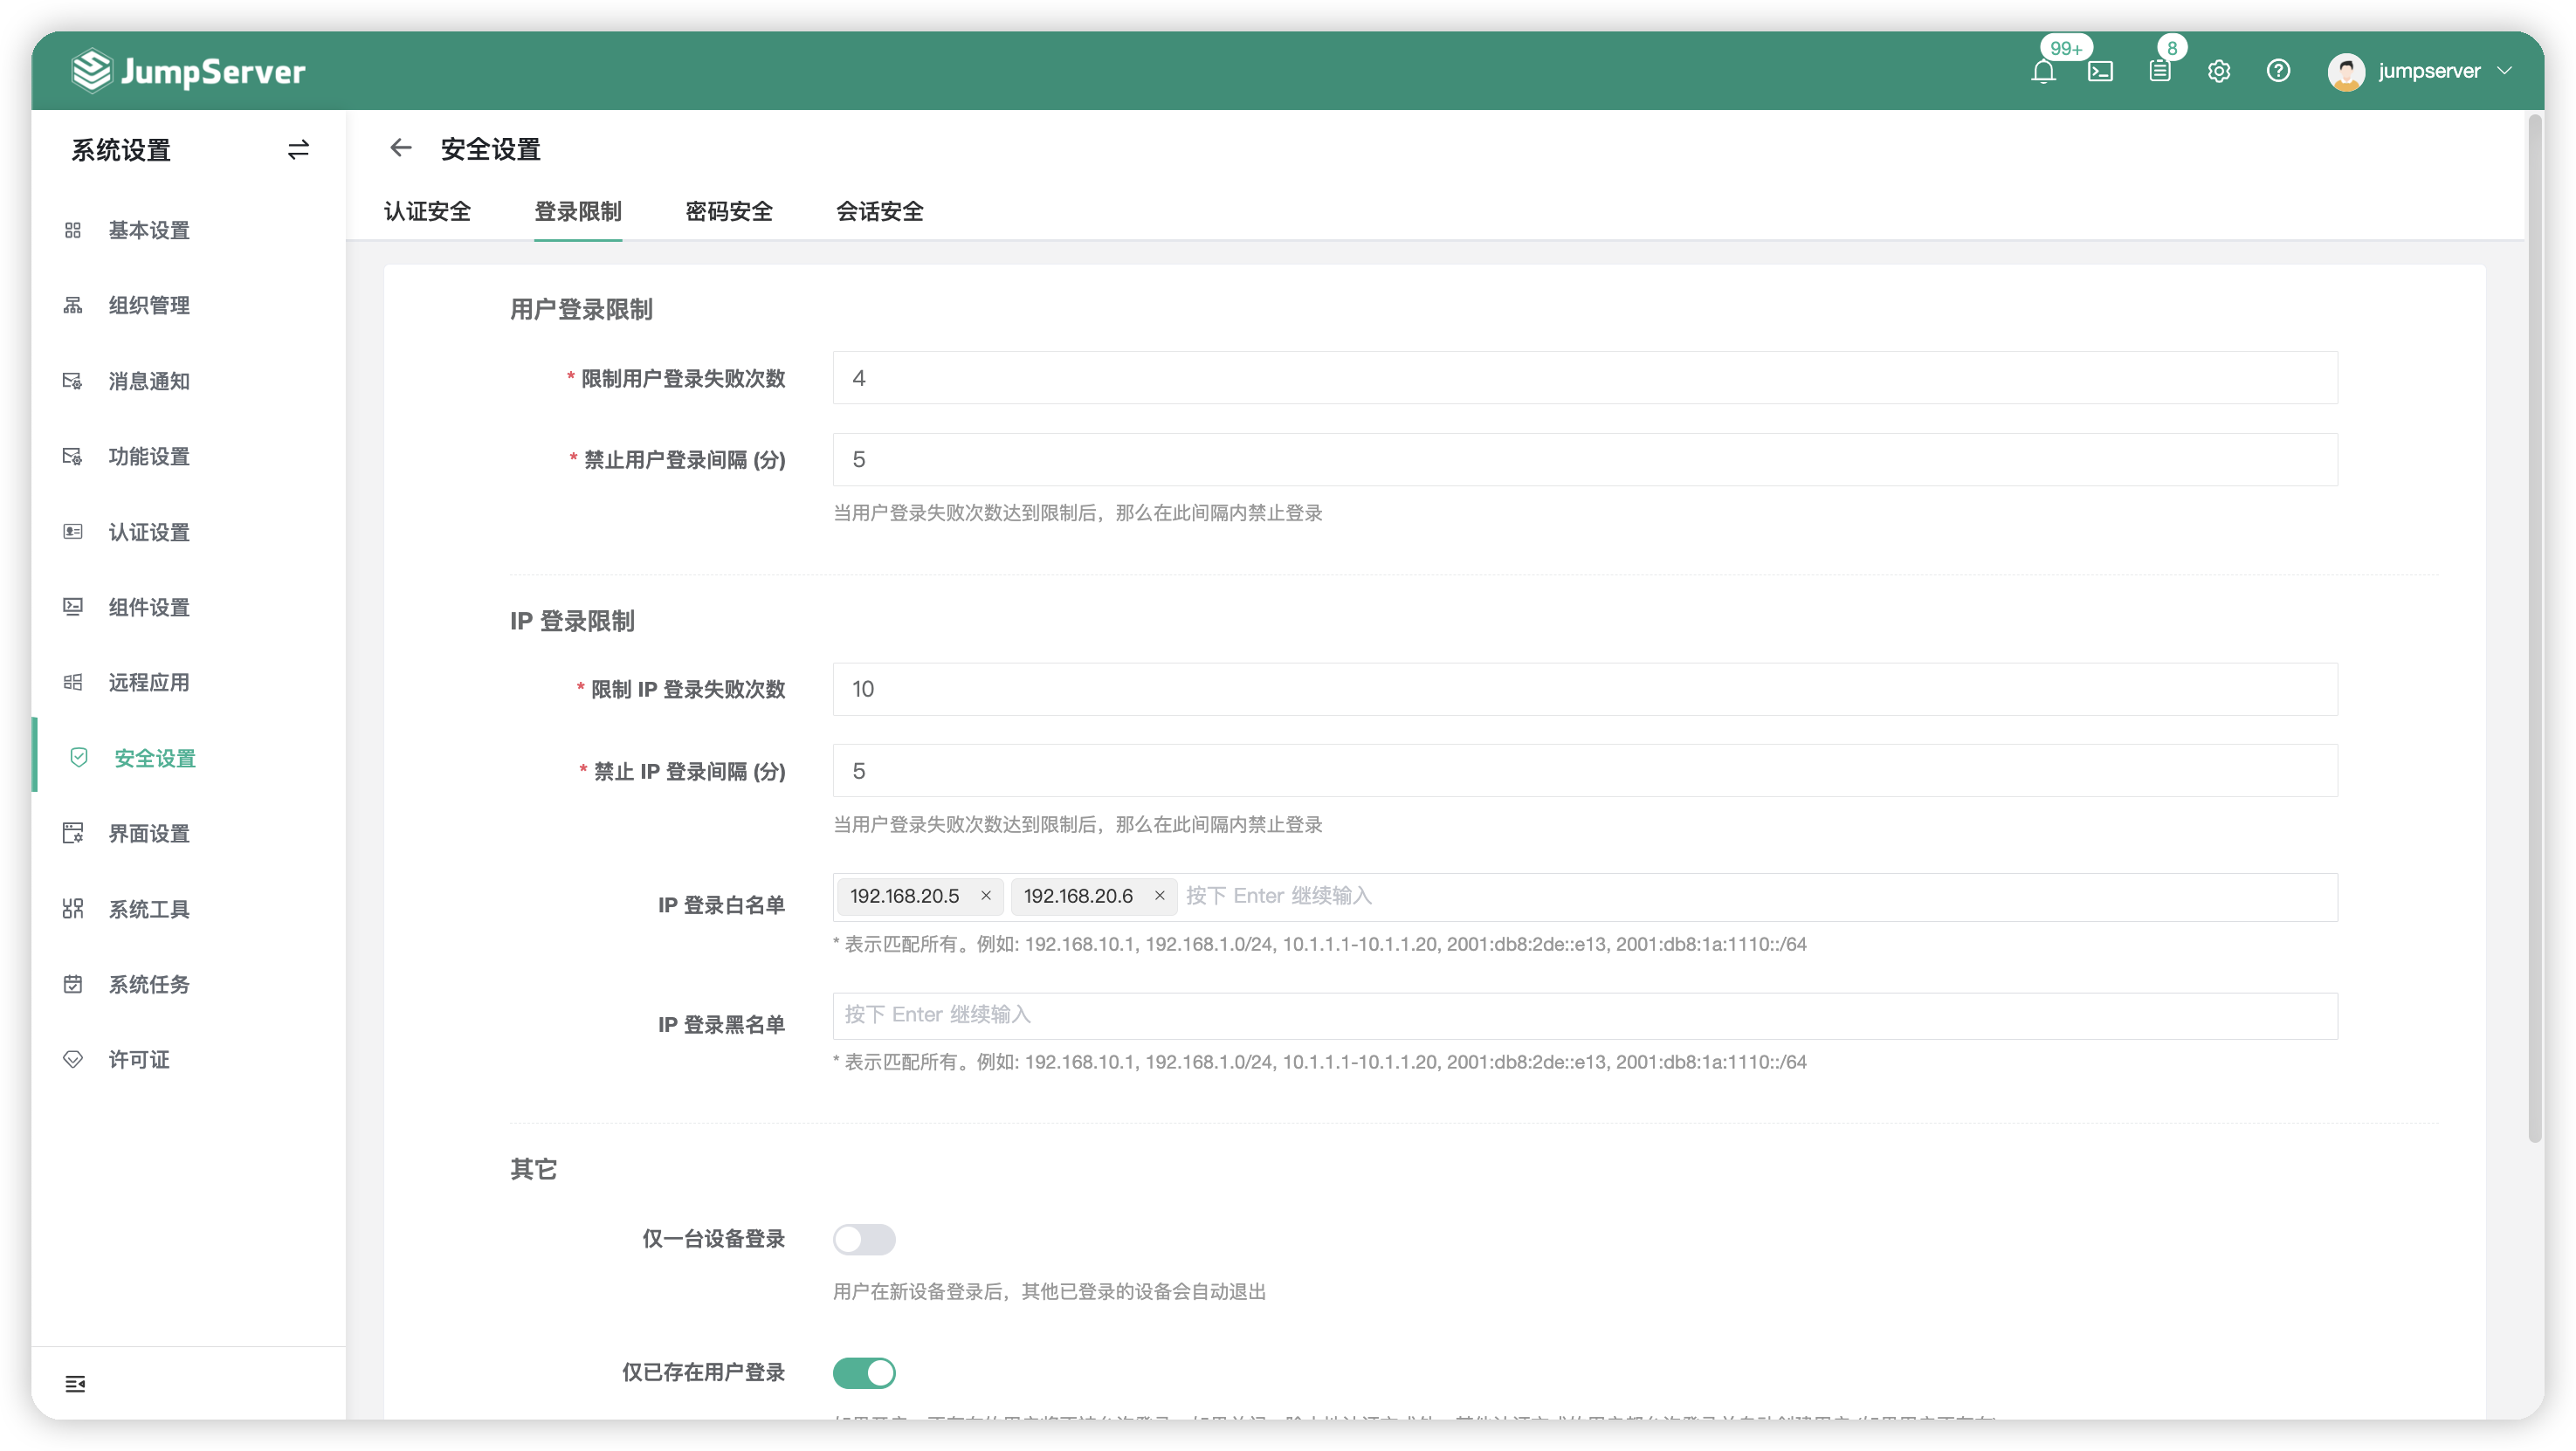 JumpServer
99+
8
jumpserver
系统设置
基本设置
组织管理
消息通知
功能设置
认证设置
组件设置
远程应用
安全设置
界面设置
系统工具
系统任务
许可证
安全设置
认证安全 登录限制 密码安全 会话安全
用户登录限制
* 限制用户登录失败次数 4
* 禁止用户登录间隔 (分) 5
当用户登录失败次数达到限制后，那么在此间隔内禁止登录
IP 登录限制
* 限制 IP 登录失败次数 10
* 禁止 IP 登录间隔 (分) 5
当用户登录失败次数达到限制后，那么在此间隔内禁止登录
IP 登录白名单 192.168.20.5 × 192.168.20.6 × 按下 Enter 继续输入
* 表示匹配所有。例如: 192.168.10.1, 192.168.1.0/24, 10.1.1.1-10.1.1.20, 2001:db8:2de::e13, 2001:db8:1a:1110::/64
IP 登录黑名单 按下 Enter 继续输入
* 表示匹配所有。例如: 192.168.10.1, 192.168.1.0/24, 10.1.1.1-10.1.1.20, 2001:db8:2de::e13, 2001:db8:1a:1110::/64
其它
仅一台设备登录
用户在新设备登录后，其他已登录的设备会自动退出
仅已存在用户登录